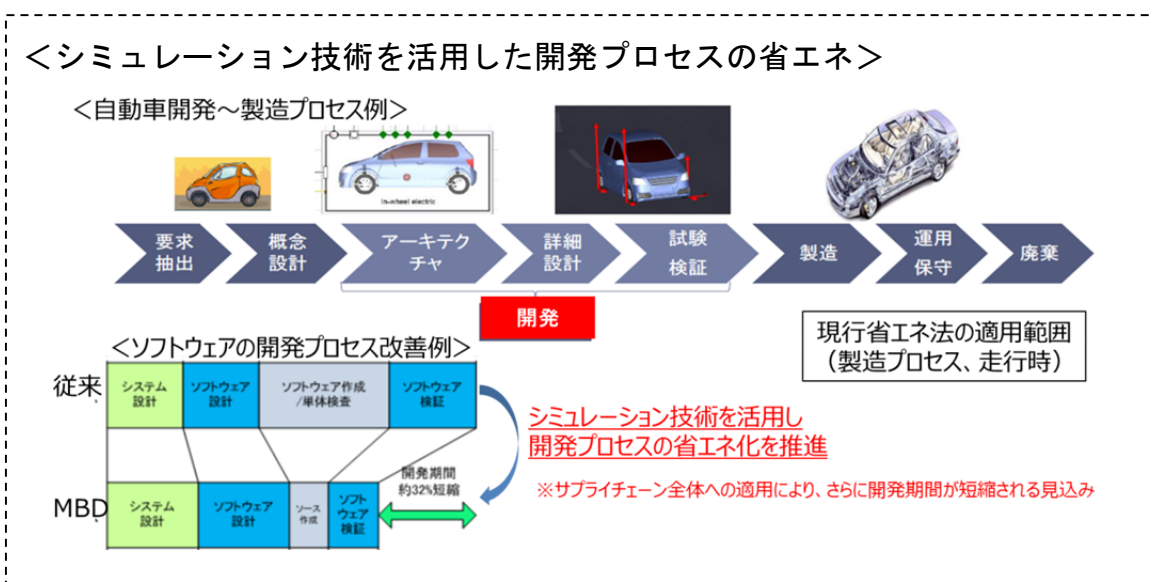 ＜シミュレーション技術を活用した開発プロセスの省エネ＞
＜自動車開発～製造プロセス例＞
In-wheel electric
要求
抽出
概念
設計
アーキテク
チャ
詳細
設計
試験
検証
製造
運用
保守
廃棄
開発
現行省エネ法の適用範囲
（製造プロセス、走行時）
＜ソフトウェアの開発プロセス改善例＞
従来
システム
設計
ソフトウェア
設計
ソフトウェア作成
/単体検査
ソフトウェア
検証
シミュレーション技術を活用し
開発プロセスの省エネ化を推進
開発期間
約32%短縮
※サプライチェーン全体への適用により、さらに開発期間が短縮される見込み
MBD
システム
設計
ソフトウェア
設計
ソース
作成
ソフト
ウェア
検証